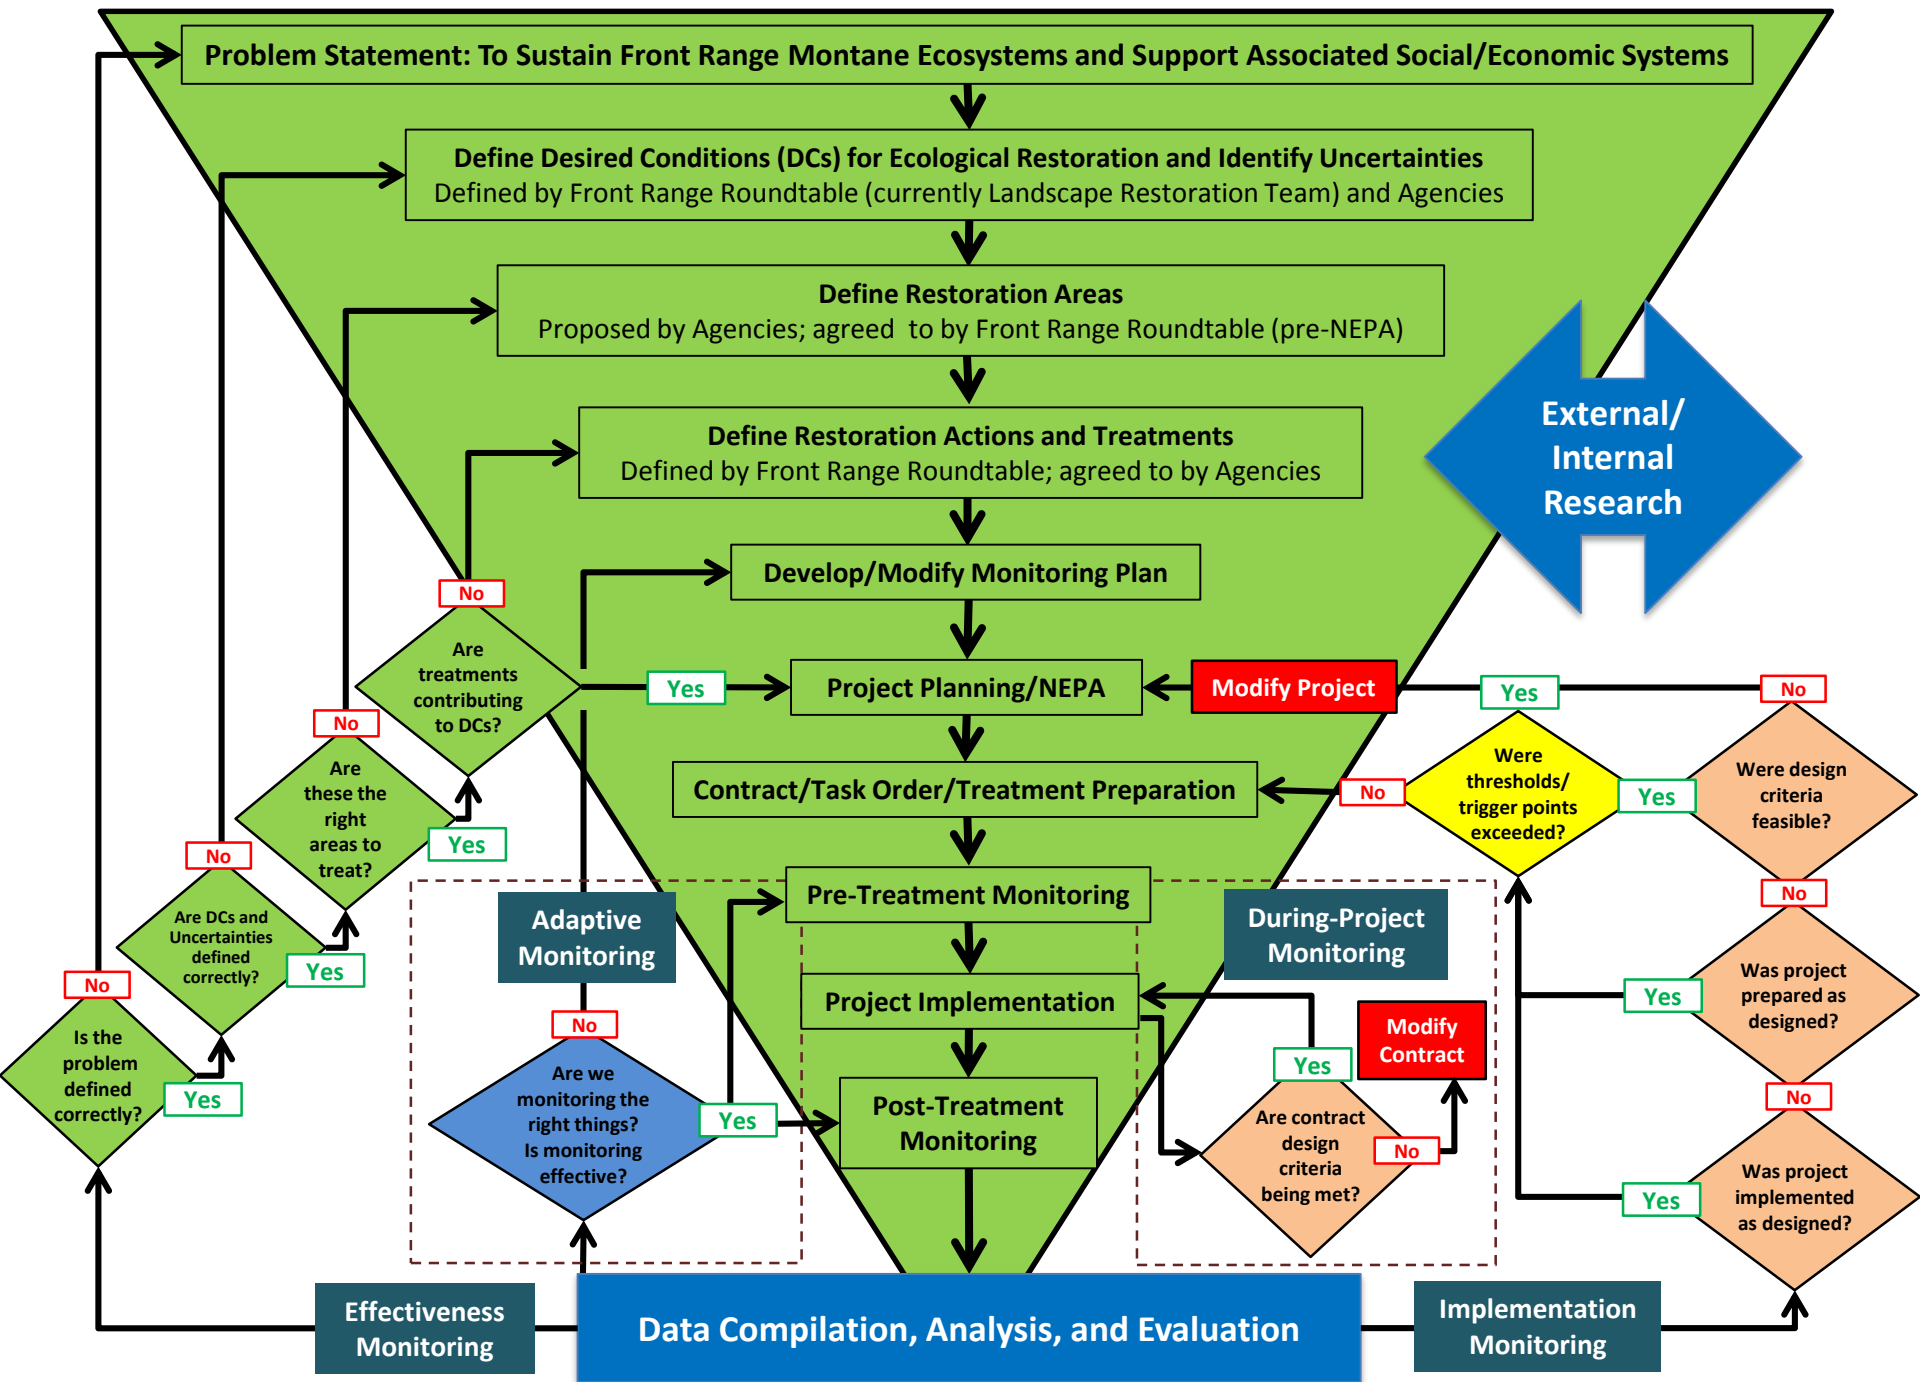 Problem Statement: To Sustain Front Range Montane Ecosystems and Support Associated Social/Economic Systems
Define Desired Conditions (DCs) for Ecological Restoration and Identify Uncertainties
Defined by Front Range Roundtable (currently Landscape Restoration Team) and Agencies
Define Restoration Areas
Proposed by Agencies; agreed  to by Front Range Roundtable (pre-NEPA)
Define Restoration Actions and Treatments
Defined by Front Range Roundtable; agreed to by Agencies
External/
Internal
Research
Develop/Modify Monitoring Plan
No
Are
treatments
contributing
to DCs?
Yes
Project Planning/NEPA
Modify Project
Yes
No
No
Are
these the
right
areas to
treat?
Yes
Contract/Task Order/Treatment Preparation
No
Were
thresholds/
trigger points
exceeded?
Yes
Were design
criteria
feasible?
No
Are DCs and
Uncertainties
defined
correctly?
Yes
Adaptive
Monitoring
Pre-Treatment Monitoring
During-Project
Monitoring
No
Was project
prepared as
designed?
Yes
No
Is the
problem
defined
correctly?
Yes
No
Are we
monitoring the
right things?
Is monitoring
effective?
Yes
Project Implementation
Post-Treatment
Monitoring
Yes
Modify
Contract
Are contract
design
criteria
being met?
No
No
Was project
implemented
as designed?
Yes
Effectiveness
Monitoring
Data Compilation, Analysis, and Evaluation
Implementation
Monitoring